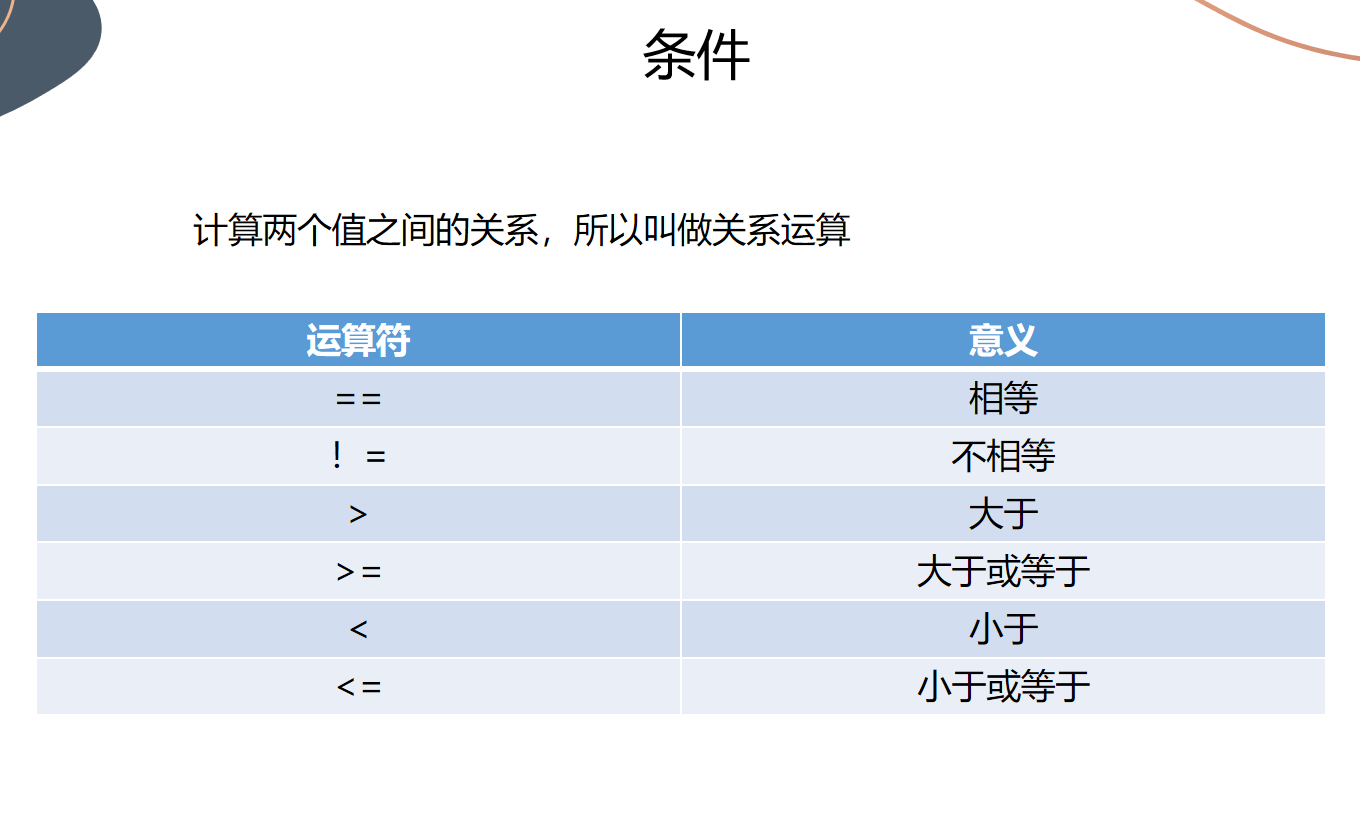 条件
计算两个值之间的关系，所以叫做关系运算
运算符 意义
== 相等
！= 不相等
> 大于
>= 大于或等于
< 小于
<= 小于或等于